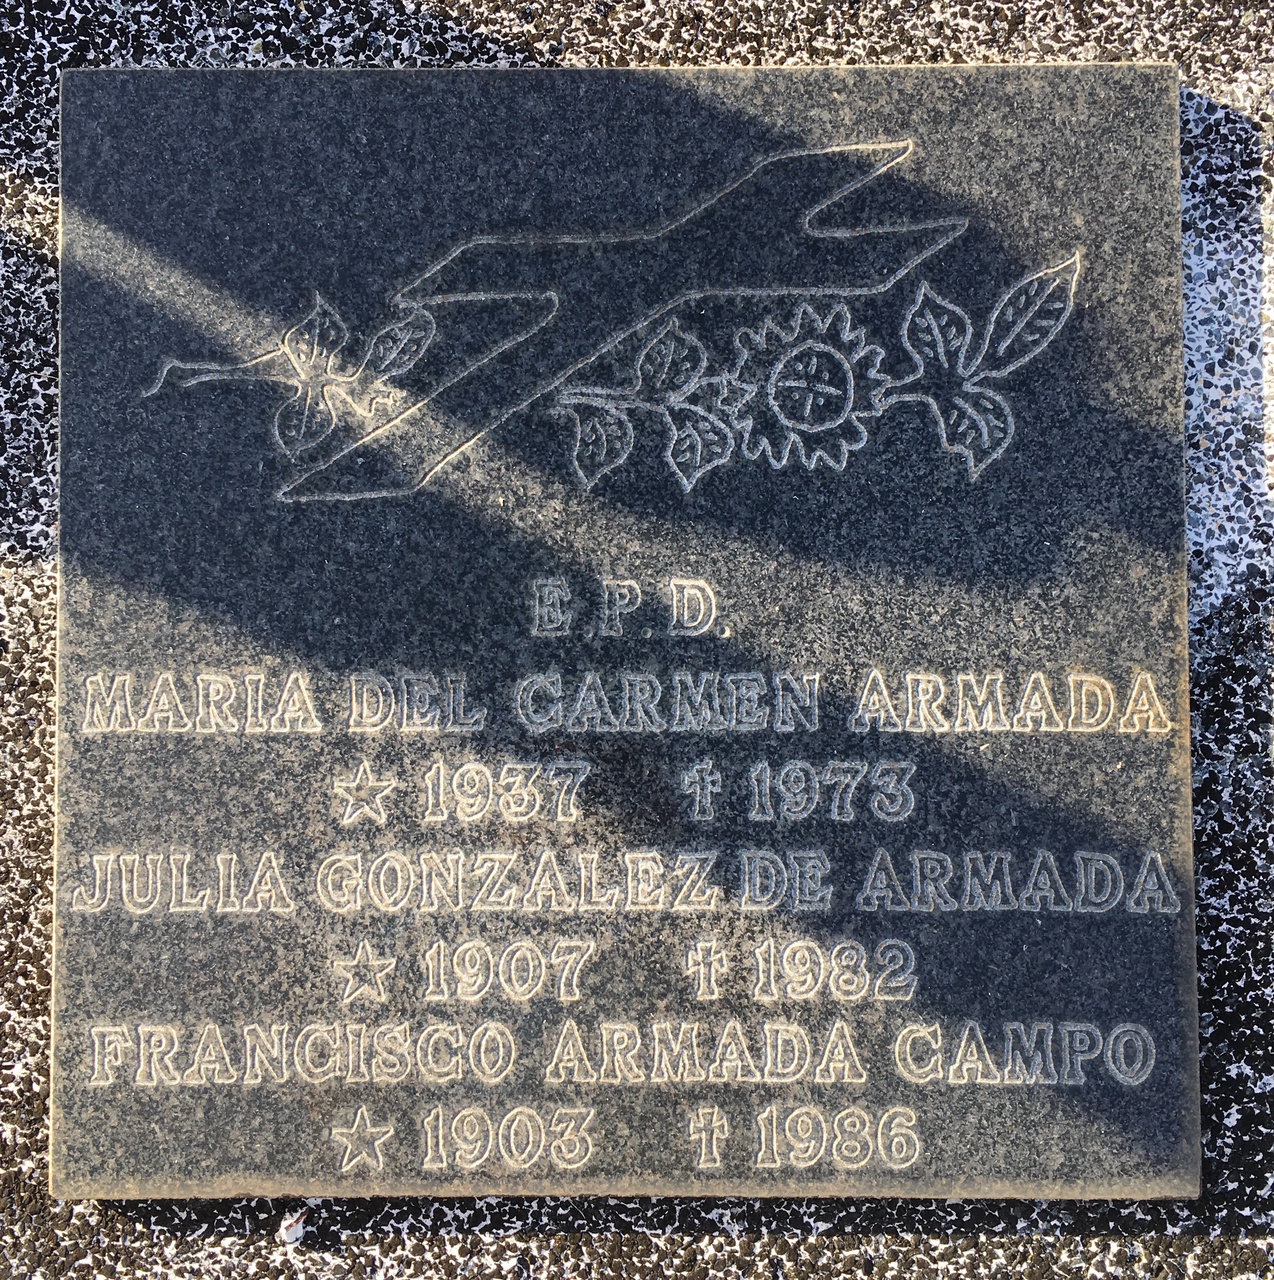 E.P.D.
MARIA DEL CARMEN ARMADA
☆ 1937 ✝ 1973
JULIA GONZALEZ DE ARMADA
☆ 1907 ✝ 1982
FRANCISCO ARMADA CAMPO
☆ 1903 ✝ 1986